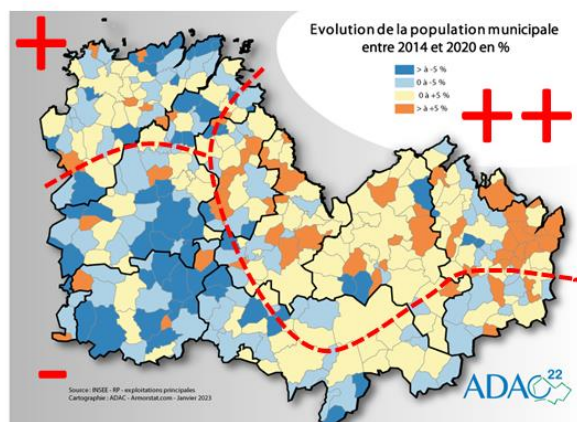 Evolution de la population municipale
entre 2014 et 2020 en %
> à -5 %
0 à -5 %
0 à +5 %
> à +5 %
Source : INSEE - RP - exploitations principales
Cartographie : ADAC - Armorstat.com - Janvier 2023
ADAC 22